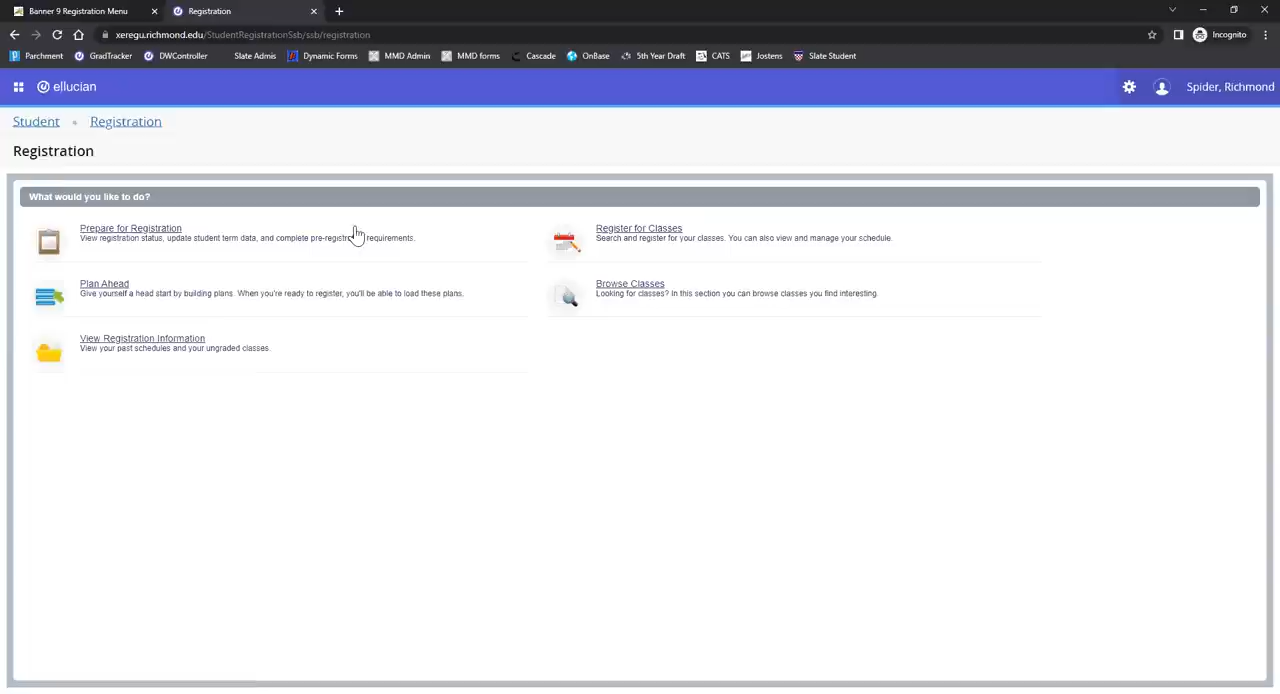 Banner 9 Registration Menu
Registration
xeregu.richmond.edu/StudentRegistrationSsb/ssb/registration
Incognito
Parchment GradTracker DWController Slate Admis Dynamic Forms MMD Admin MMD forms Cascade OnBase 5th Year Draft CATS Jostens Slate Student
ellucian
Spider, Richmond
Student Registration
Registration
What would you like to do?
Prepare for Registration
View registration status, update student term data, and complete pre-registr requirements.
Register for Classes
Search and register for your classes. You can also view and manage your schedule.
Plan Ahead
Give yourself a head start by building plans. When you're ready to register, you'll be able to load these plans.
Browse Classes
Looking for classes? In this section you can browse classes you find interesting.
View Registration Information
View your past schedules and your ungraded classes.